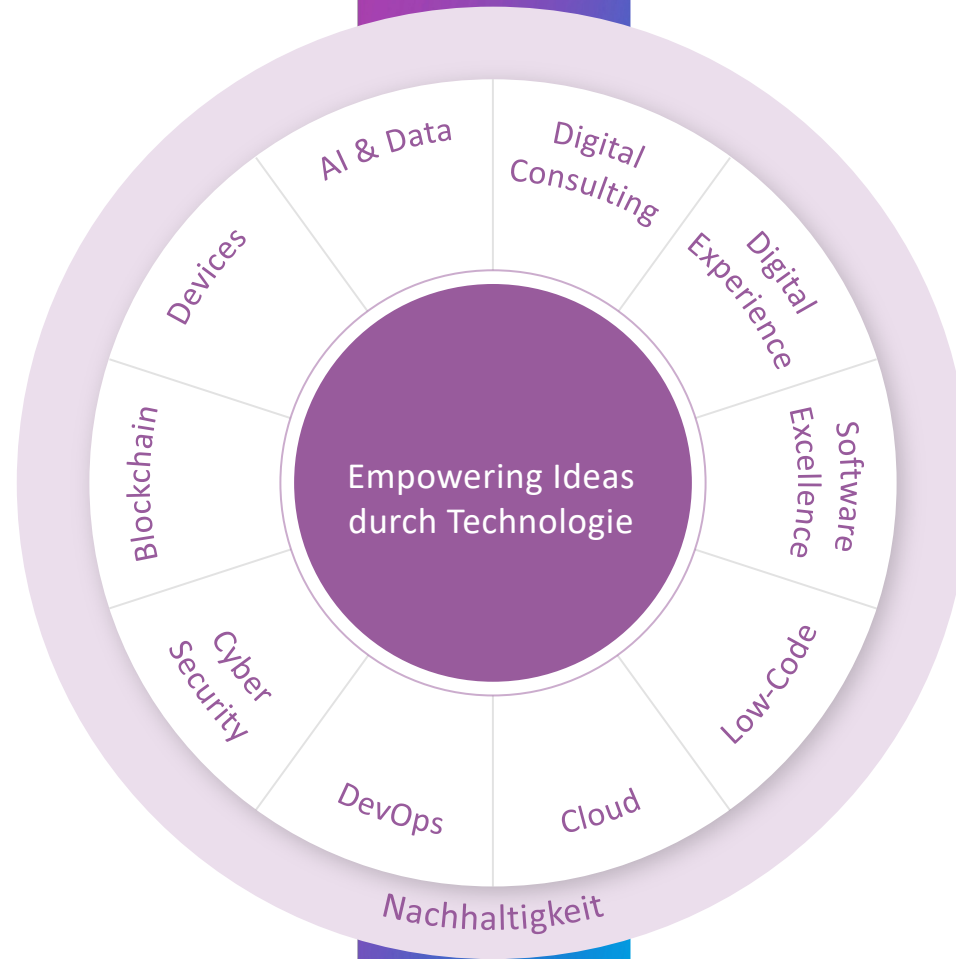 AI & Data
Digital
Consulting
Digital
Experience
Software
Excellence
Low-Code
Cloud
DevOps
Cyber
Security
Blockchain
Devices
Empowering Ideas
durch Technologie
Nachhaltigkeit